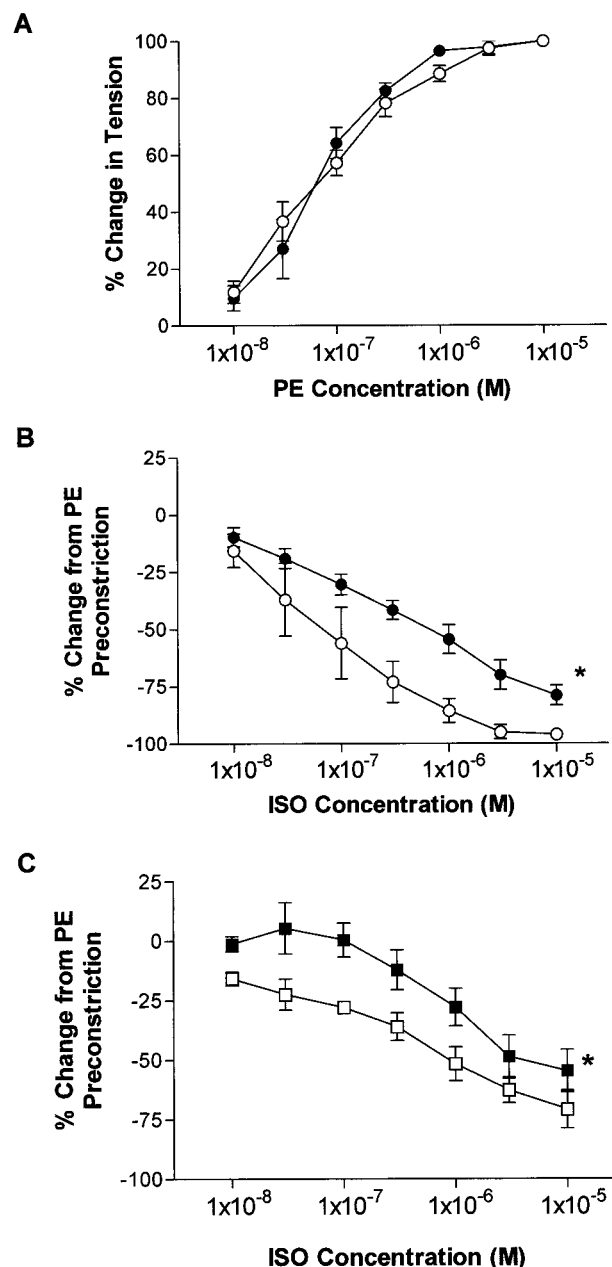 A
% Change in Tension
100
80
60
40
20
0
1x10⁻⁸ 1x10⁻⁷ 1x10⁻⁶ 1x10⁻⁵
PE Concentration (M)
B
% Change from PE
Preconstriction
25
0
-25
-50
-75
-100
*
1x10⁻⁸ 1x10⁻⁷ 1x10⁻⁶ 1x10⁻⁵
ISO Concentration (M)
C
% Change from PE
Preconstriction
25
0
-25
-50
-75
-100
*
1x10⁻⁸ 1x10⁻⁷ 1x10⁻⁶ 1x10⁻⁵
ISO Concentration (M)